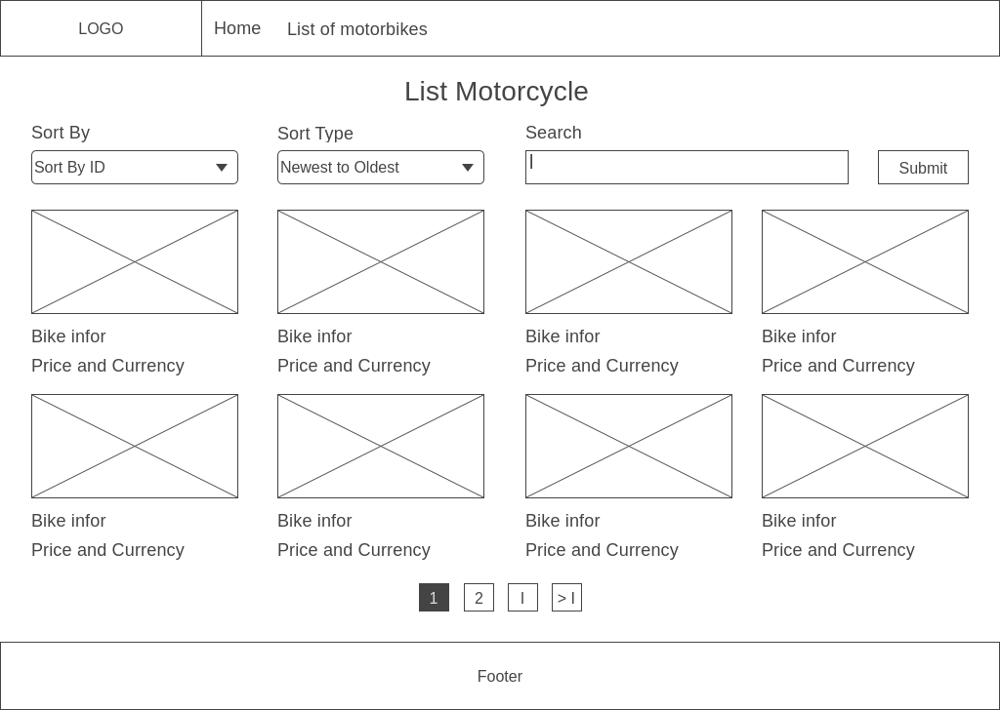 LOGO Home List of motorbikes
List Motorcycle
Sort By Sort Type Search
Sort By ID Newest to Oldest Submit
Bike infor Bike infor Bike infor Bike infor
Price and Currency Price and Currency Price and Currency Price and Currency
Bike infor Bike infor Bike infor Bike infor
Price and Currency Price and Currency Price and Currency Price and Currency
1 2 I > I
Footer